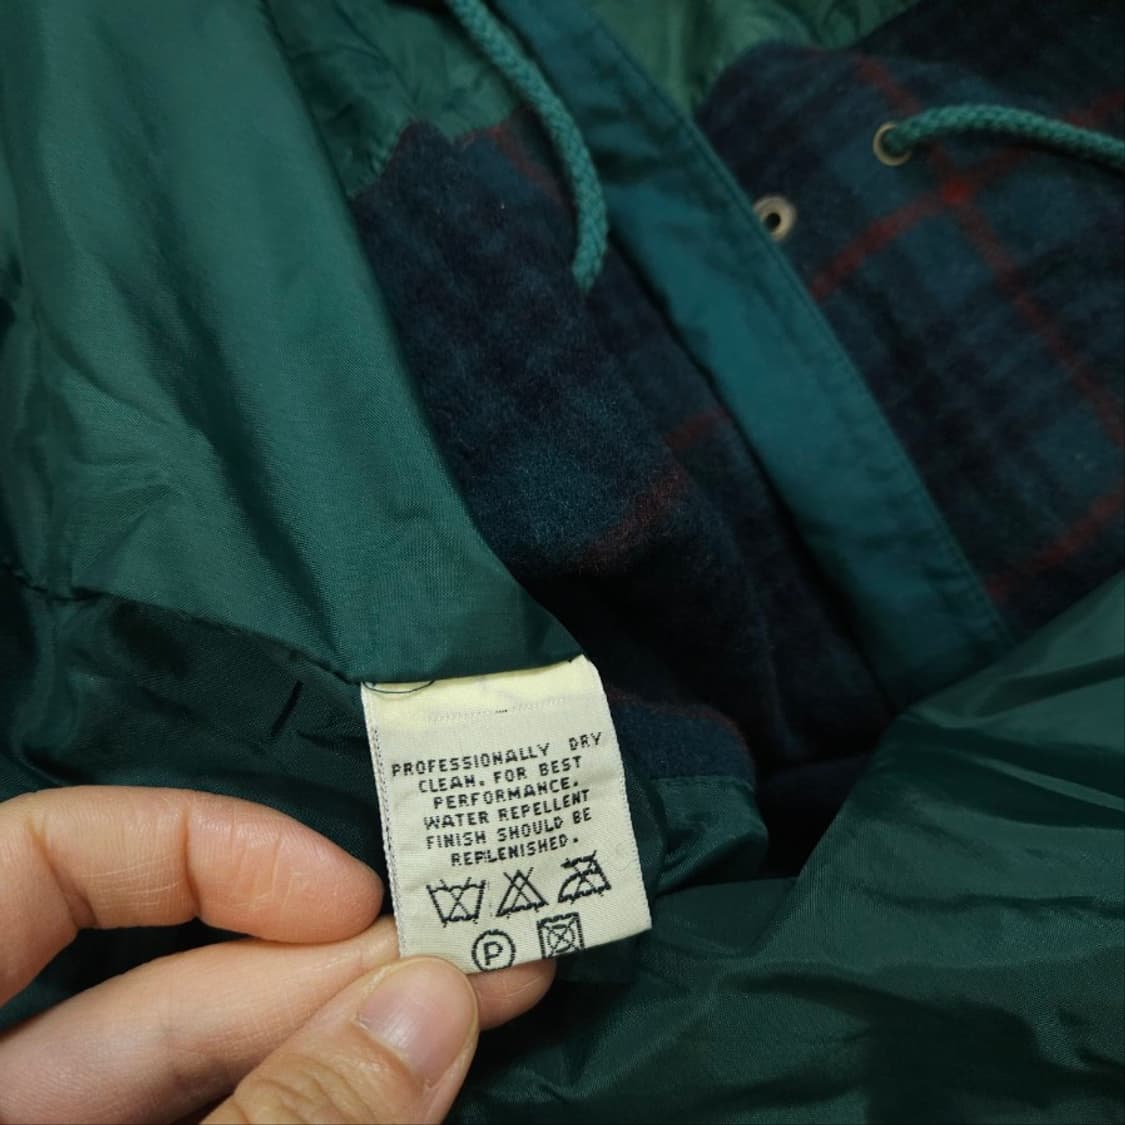 PROFESSIONALLY DRY
CLEAN. FOR BEST
PERFORMANCE.
WATER REPELLENT
FINISH SHOULD BE
REPLENISHED.
P